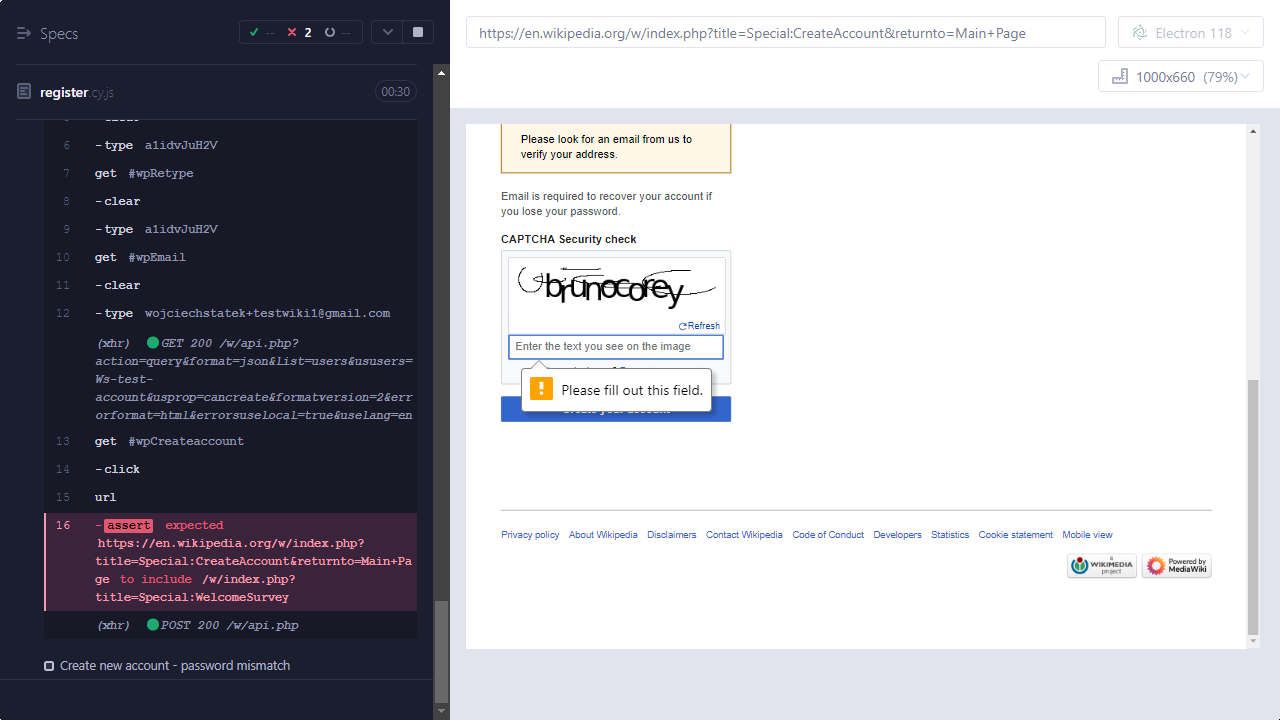 Specs
-- 2 --
register.cy.js
00:30
6 -type a1idvJuH2V
7 get #wpRetype
8 -clear
9 -type a1idvJuH2V
10 get #wpEmail
11 -clear
12 -type wojciechstatek+testwiki1@gmail.com
(xhr) GET 200 /w/api.php?
action=query&format=json&list=users&ususers=
Ws-test-
account&usprop=cancreate&formatversion=2&err
orformat=html&errorsuselocal=true&uselang=en
13 get #wpCreateaccount
14 -click
15 url
16 -assert expected
https://en.wikipedia.org/w/index.php?
title=Special:CreateAccount&returnto=Main+Pa
ge to include /w/index.php?
title=Special:WelcomeSurvey
(xhr) POST 200 /w/api.php
Create new account - password mismatch
https://en.wikipedia.org/w/index.php?title=Special:CreateAccount&returnto=Main+Page
Electron 118
1000x660 (79%)
Please look for an email from us to
verify your address.
Email is required to recover your account if
you lose your password.
CAPTCHA Security check
brunocorey
Refresh
Enter the text you see on the image
Please fill out this field.
Privacy policy About Wikipedia Disclaimers Contact Wikipedia Code of Conduct Developers Statistics Cookie statement Mobile view
A WIKIMEDIA project
Powered by MediaWiki